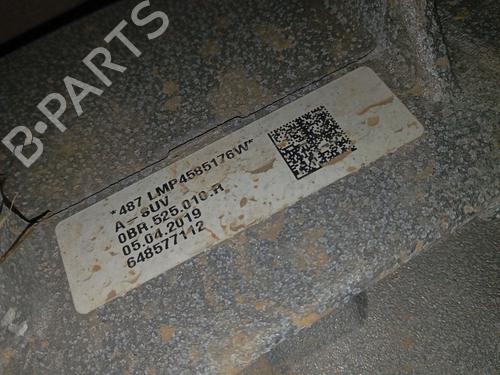 B-PARTS
*487 LMP4585176W*
A-SUV
0BR.525.010.R
05.04.2019
648577112